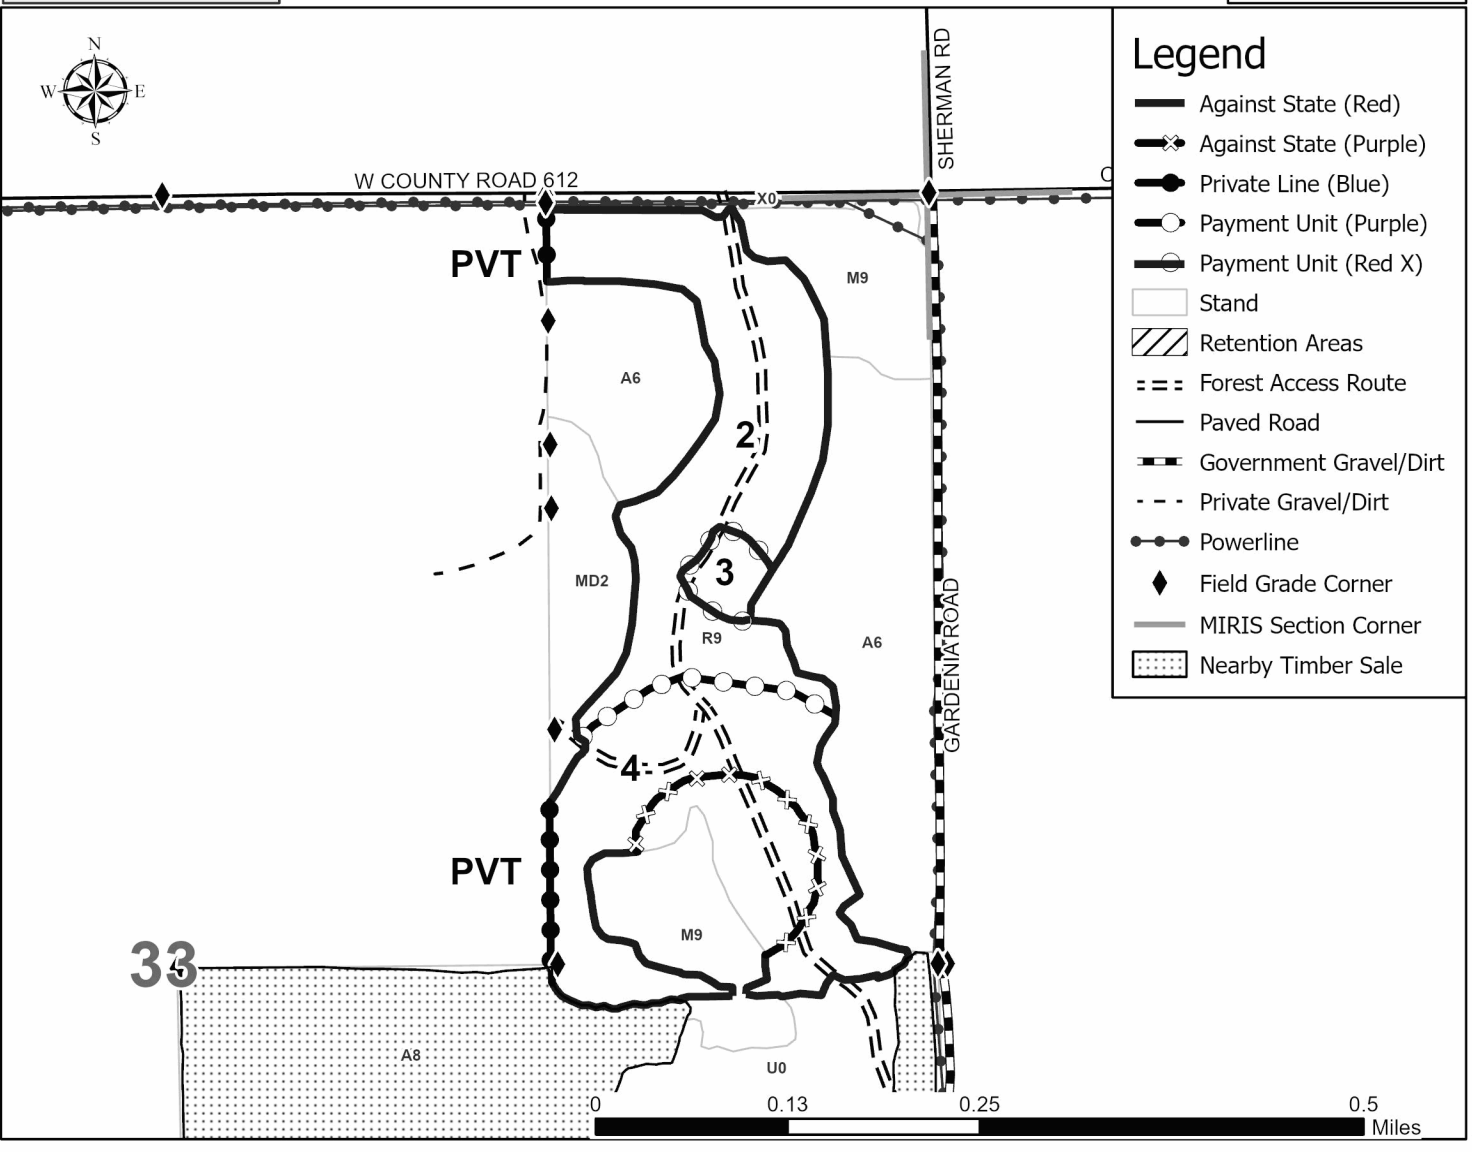 N
W E
S
SHERMAN RD
W COUNTY ROAD 612
X0
C
PVT
M9
A6
2
MD2
3
R9
A6
GARDENIA ROAD
4
PVT
M9
33
A8
U0
0 0.13 0.25 0.5
Miles
Legend
Against State (Red)
Against State (Purple)
Private Line (Blue)
Payment Unit (Purple)
Payment Unit (Red X)
Stand
Retention Areas
Forest Access Route
Paved Road
Government Gravel/Dirt
Private Gravel/Dirt
Powerline
Field Grade Corner
MIRIS Section Corner
Nearby Timber Sale